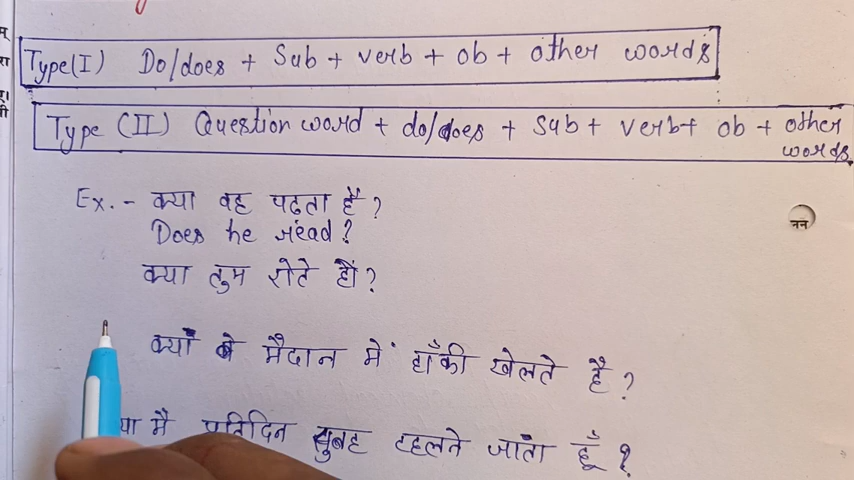 Type(I) Do/does + Sub + verb + ob + other words
Type (II) Question word + do/does + Sub + verb + ob + other
words
Ex. - क्या वह पढ़ता है ?
Does he read ?
क्या तुम रोते हो ?
क्या वे मैदान में हॉकी खेलते है ?
मै प्रतिदिन सुबह टहलने जाता हूँ ?